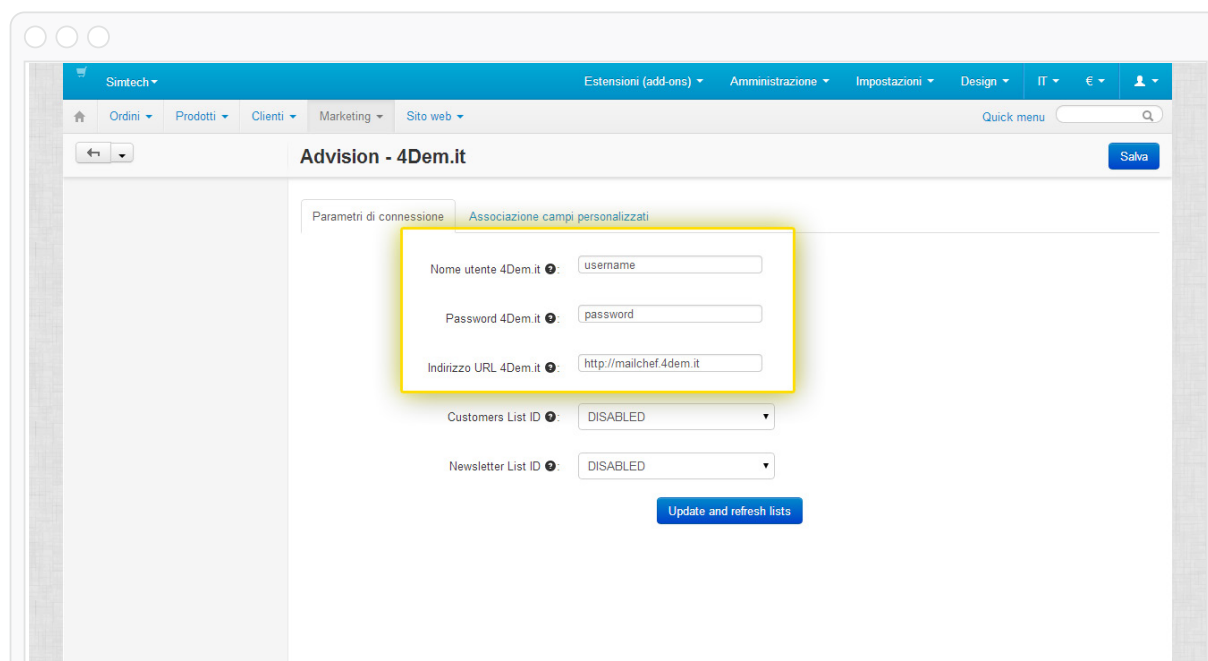 Simtech Estensioni (add-ons) Amministrazione Impostazioni Design IT €
Ordini Prodotti Clienti Marketing Sito web Quick menu
Advision - 4Dem.it Salva
Parametri di connessione Associazione campi personalizzati
Nome utente 4Dem.it ?: username
Password 4Dem.it ?: password
Indirizzo URL 4Dem.it ?: http://mailchef.4dem.it
Customers List ID ?: DISABLED
Newsletter List ID ?: DISABLED
Update and refresh lists